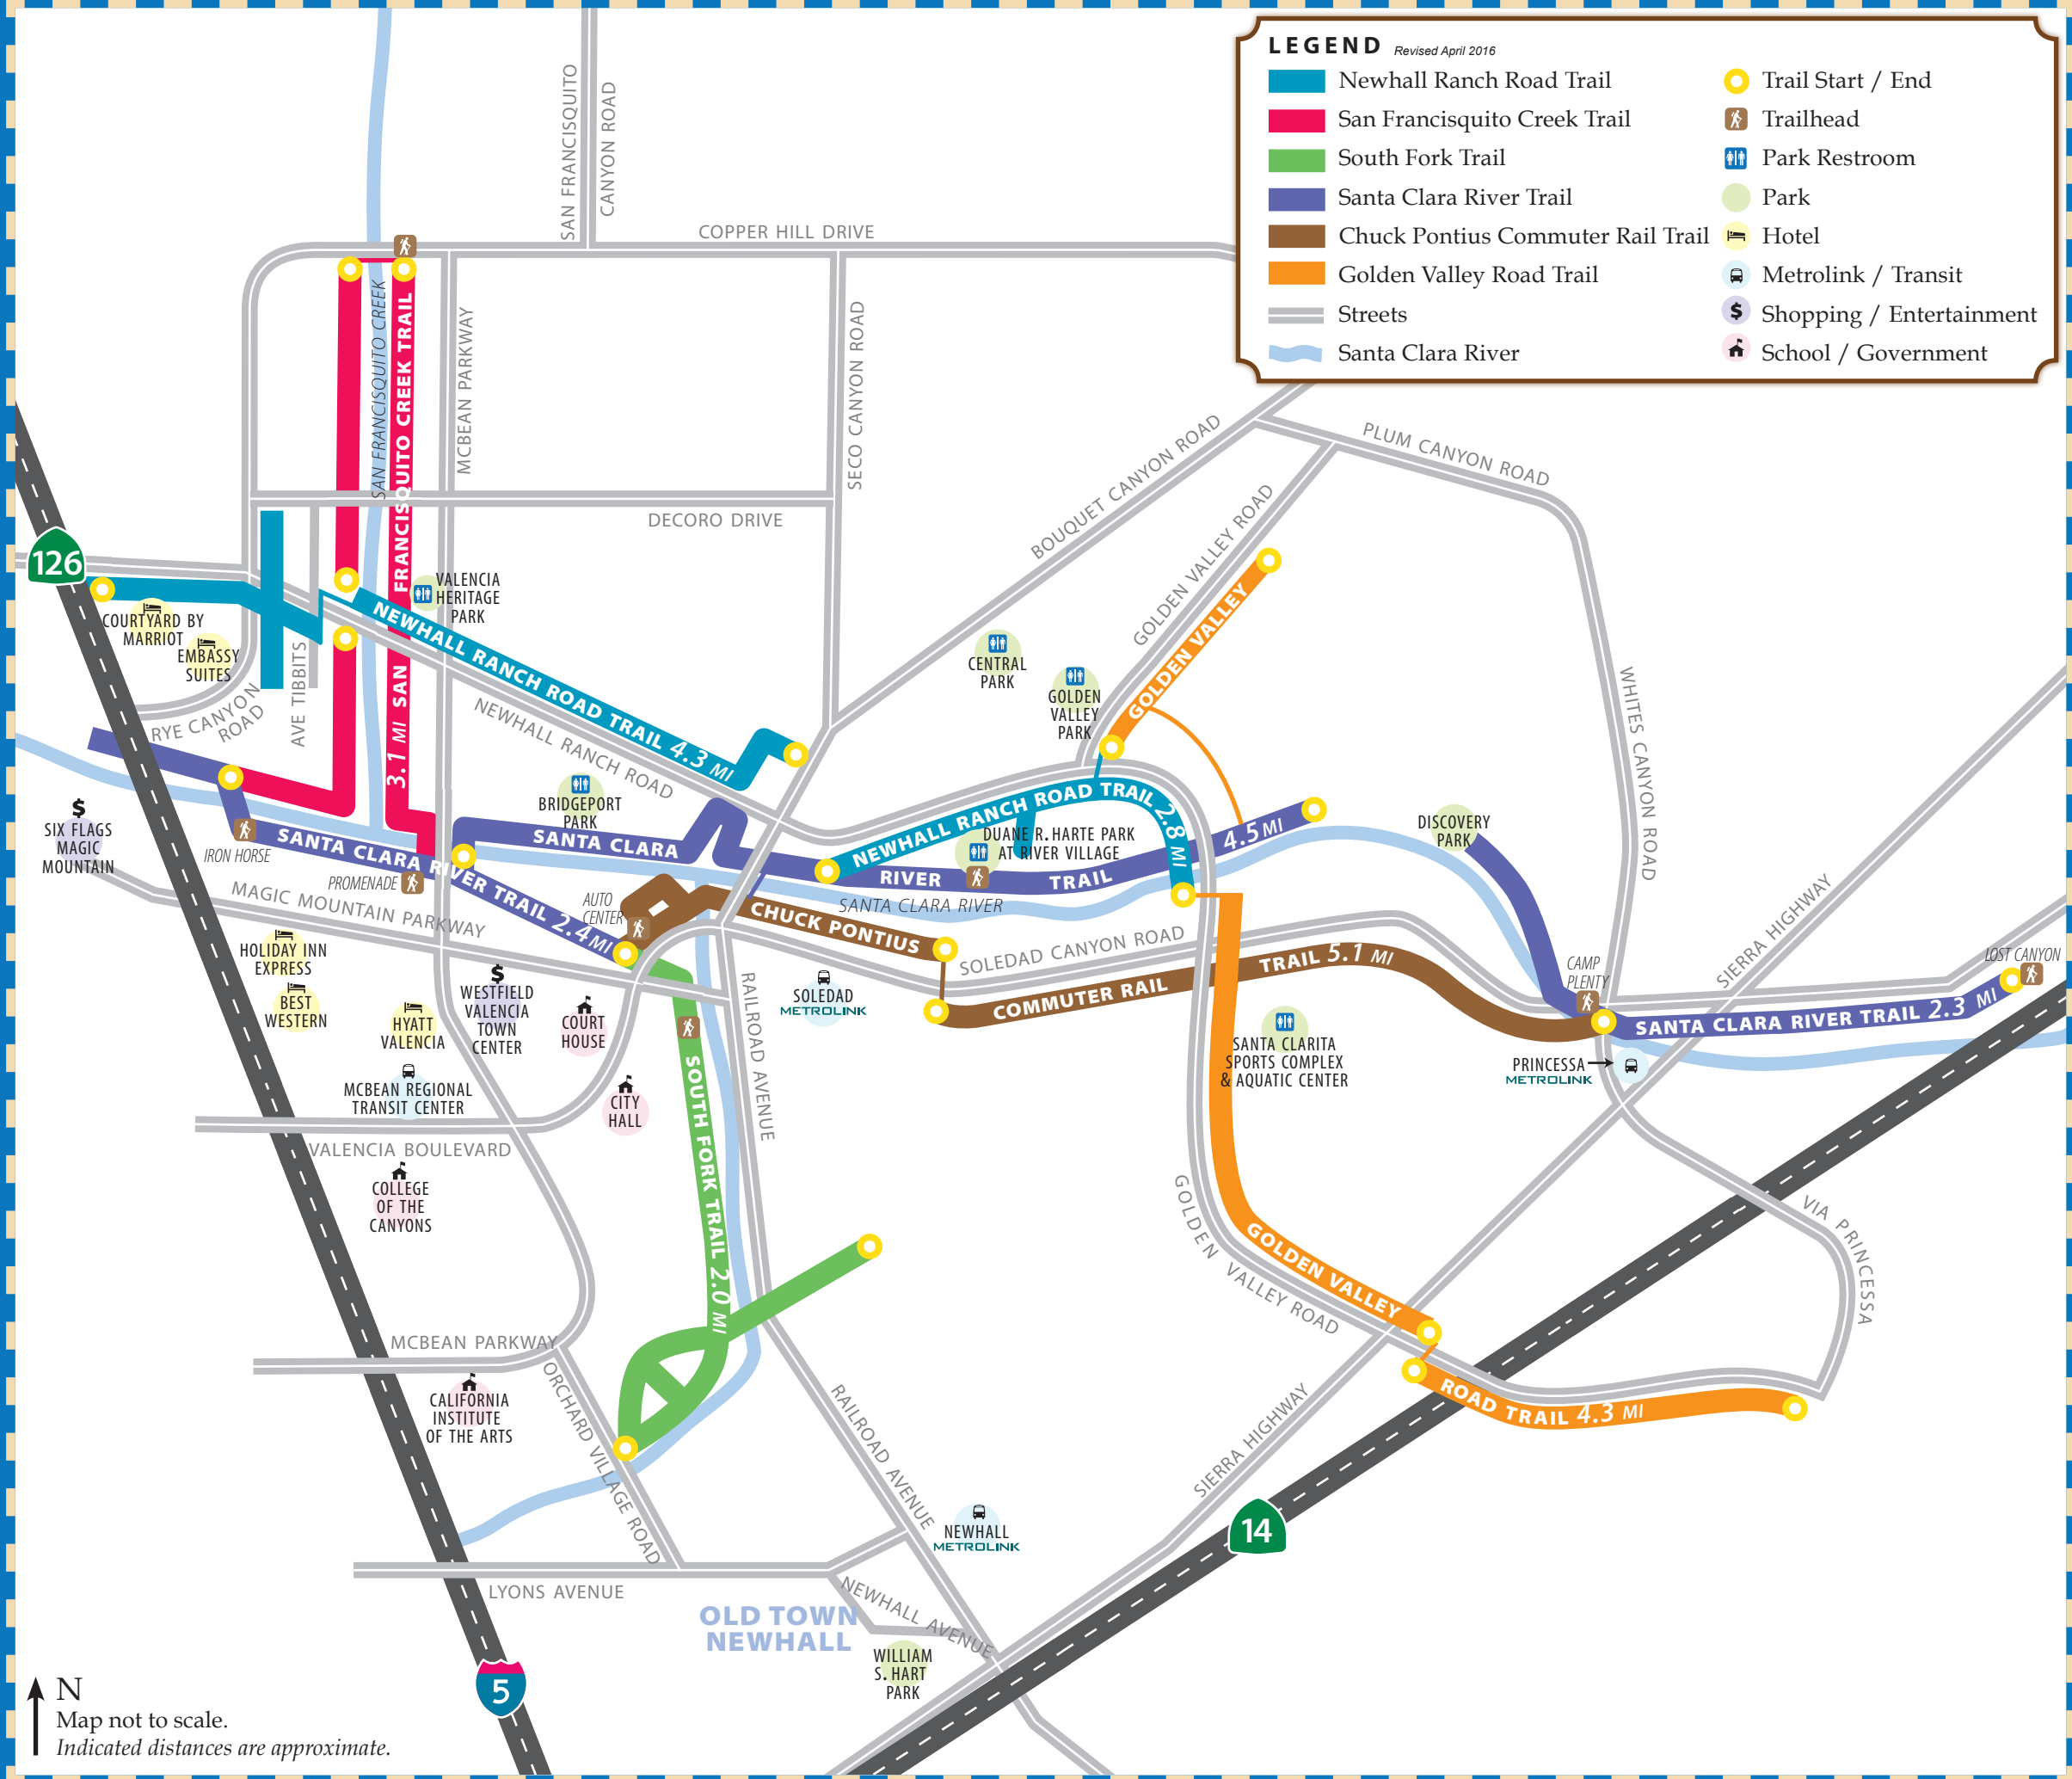 LEGEND Revised April 2016
Newhall Ranch Road Trail
San Francisquito Creek Trail
South Fork Trail
Santa Clara River Trail
Chuck Pontius Commuter Rail Trail
Golden Valley Road Trail
Streets
Santa Clara River
Trail Start / End
Trailhead
Park Restroom
Park
Hotel
Metrolink / Transit
$ Shopping / Entertainment
School / Government
SAN FRANCISQUITO
CANYON ROAD
COPPER HILL DRIVE
SAN FRANCISQUITO CREEK
3.1 MI SAN FRANCISQUITO CREEK TRAIL
MCBEAN PARKWAY
SECO CANYON ROAD
DECORO DRIVE
BOUQUET CANYON ROAD
PLUM CANYON ROAD
GOLDEN VALLEY ROAD
GOLDEN VALLEY
WHITES CANYON ROAD
126
COURTYARD BY
MARRIOT
EMBASSY
SUITES
RYE CANYON
ROAD
AVE TIBBITS
VALENCIA
HERITAGE
PARK
NEWHALL RANCH ROAD TRAIL 4.3 MI
NEWHALL RANCH ROAD
CENTRAL
PARK
GOLDEN
VALLEY
PARK
NEWHALL RANCH ROAD TRAIL 2.8 MI
BRIDGEPORT
PARK
DUANE R. HARTE PARK
AT RIVER VILLAGE
DISCOVERY
PARK
$
SIX FLAGS
MAGIC
MOUNTAIN
IRON HORSE
SANTA CLARA RIVER TRAIL 2.4 MI
PROMENADE
SANTA CLARA
RIVER
TRAIL
4.5 MI
SANTA CLARA RIVER
MAGIC MOUNTAIN PARKWAY
AUTO
CENTER
CHUCK PONTIUS
COMMUTER RAIL
TRAIL 5.1 MI
SOLEDAD CANYON ROAD
SIERRA HIGHWAY
LOST CANYON
CAMP
PLENTY
SANTA CLARA RIVER TRAIL 2.3 MI
PRINCESSA
METROLINK
HOLIDAY INN
EXPRESS
BEST
WESTERN
HYATT
VALENCIA
$
WESTFIELD
VALENCIA
TOWN
CENTER
COURT
HOUSE
SOLEDAD
METROLINK
RAILROAD AVENUE
SANTA CLARITA
SPORTS COMPLEX
& AQUATIC CENTER
MCBEAN REGIONAL
TRANSIT CENTER
CITY
HALL
SOUTH FORK TRAIL 2.0 MI
VALENCIA BOULEVARD
COLLEGE
OF THE
CANYONS
GOLDEN VALLEY ROAD
GOLDEN VALLEY
ROAD TRAIL 4.3 MI
VIA PRINCESSA
MCBEAN PARKWAY
CALIFORNIA
INSTITUTE
OF THE ARTS
ORCHARD VILLAGE ROAD
RAILROAD AVENUE
SIERRA HIGHWAY
14
NEWHALL
METROLINK
LYONS AVENUE
NEWHALL AVENUE
OLD TOWN
NEWHALL
WILLIAM
S. HART
PARK
5
N
Map not to scale.
Indicated distances are approximate.